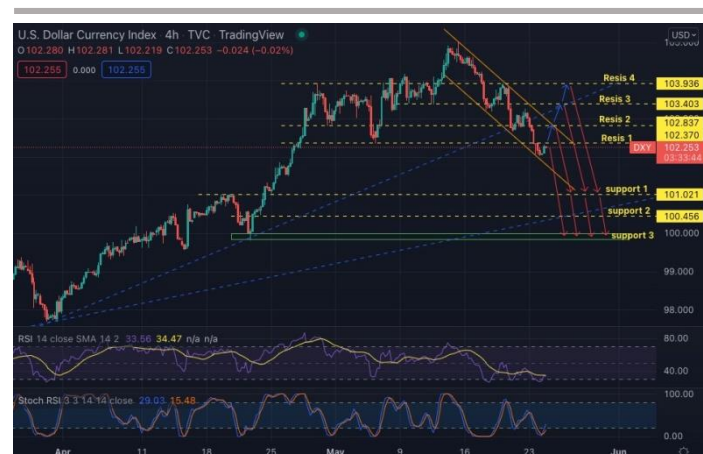 U.S. Dollar Currency Index · 4h · TVC · TradingView
O102.280 H102.281 L102.219 C102.253 −0.024 (−0.02%)
102.255 0.000 102.255
USD
Resis 4
103.936
Resis 3
103.403
Resis 2
102.837
Resis 1
102.370
DXY 102.253
03:33:44
support 1
101.021
support 2
100.456
support 3
100.000
99.000
98.000
RSI 14 close SMA 14 2 33.56 34.47 n/a n/a
80.00
40.00
Stoch RSI 3 3 14 14 close 29.03 15.48
100.00
0.00
Apr 11 18 25 May 9 16 23 Jun